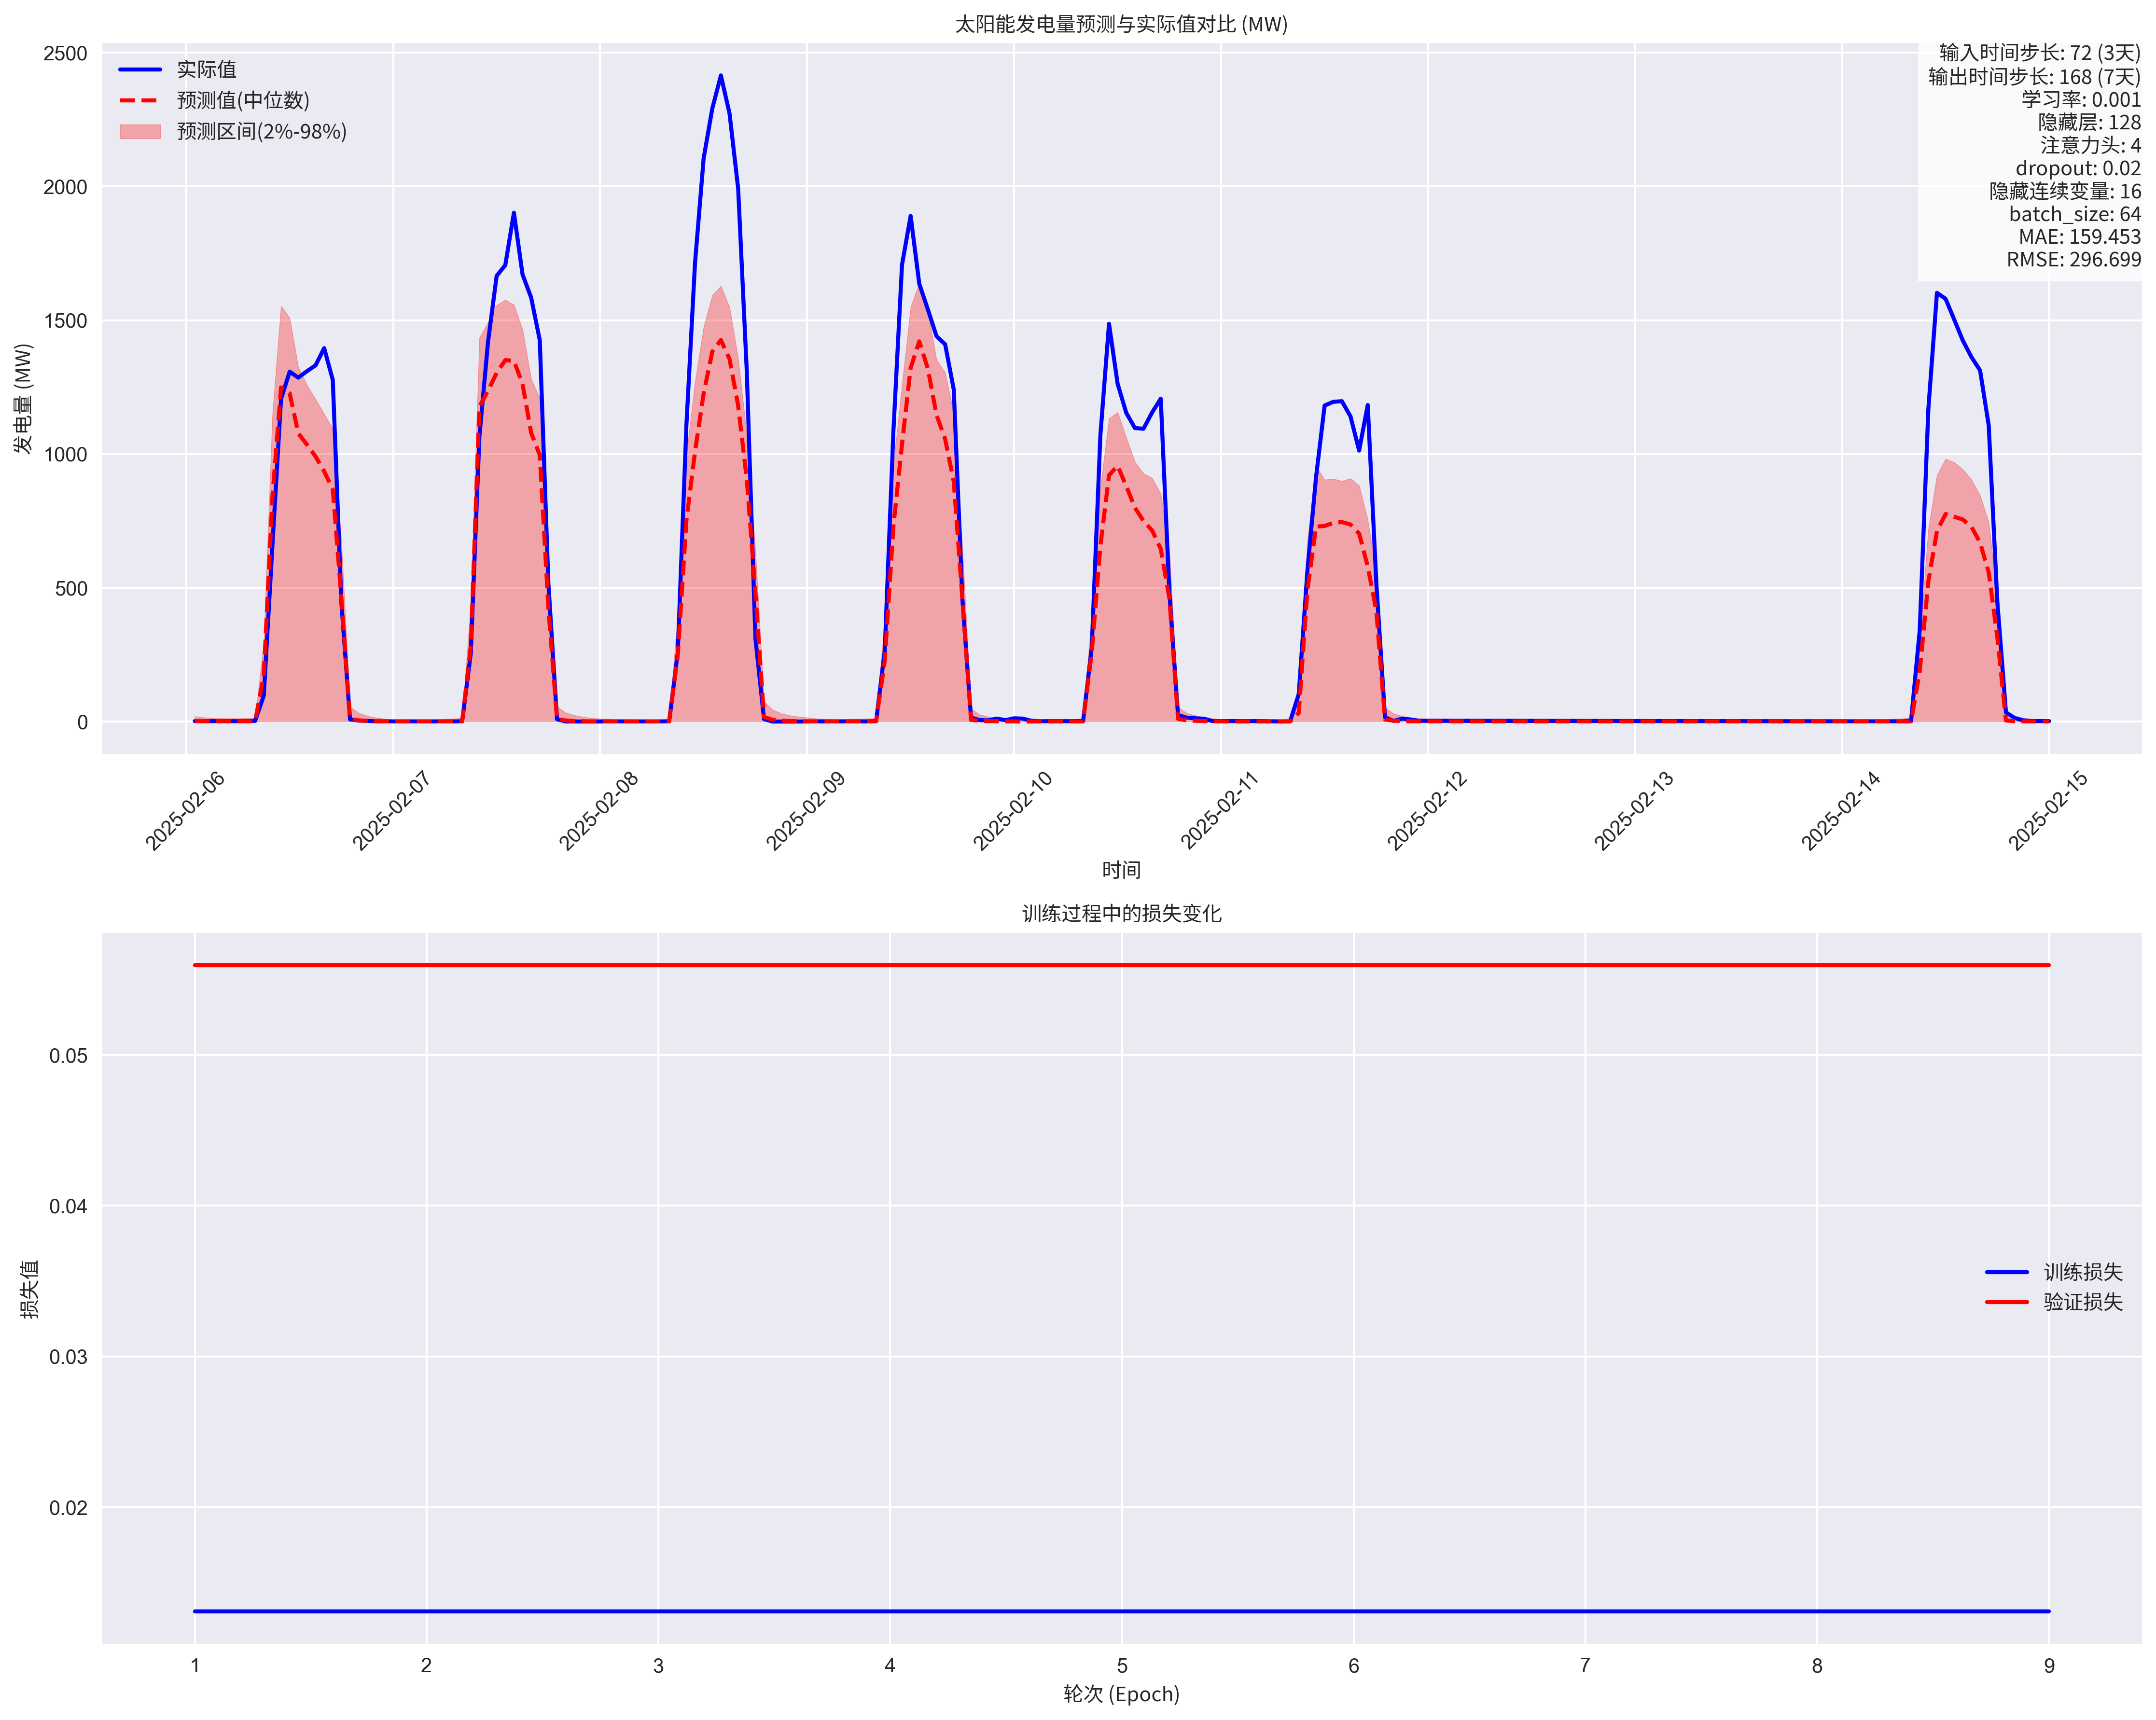 太阳能发电量预测与实际值对比 (MW)
2500
2000
1500
1000
500
0
发电量 (MW)
实际值
预测值(中位数)
预测区间(2%-98%)
输入时间步长: 72 (3天)
输出时间步长: 168 (7天)
学习率: 0.001
隐藏层: 128
注意力头: 4
dropout: 0.02
隐藏连续变量: 16
batch_size: 64
MAE: 159.453
RMSE: 296.699
2025-02-06
2025-02-07
2025-02-08
2025-02-09
2025-02-10
2025-02-11
2025-02-12
2025-02-13
2025-02-14
2025-02-15
时间
训练过程中的损失变化
0.05
0.04
0.03
0.02
损失值
训练损失
验证损失
1 2 3 4 5 6 7 8 9
轮次 (Epoch)